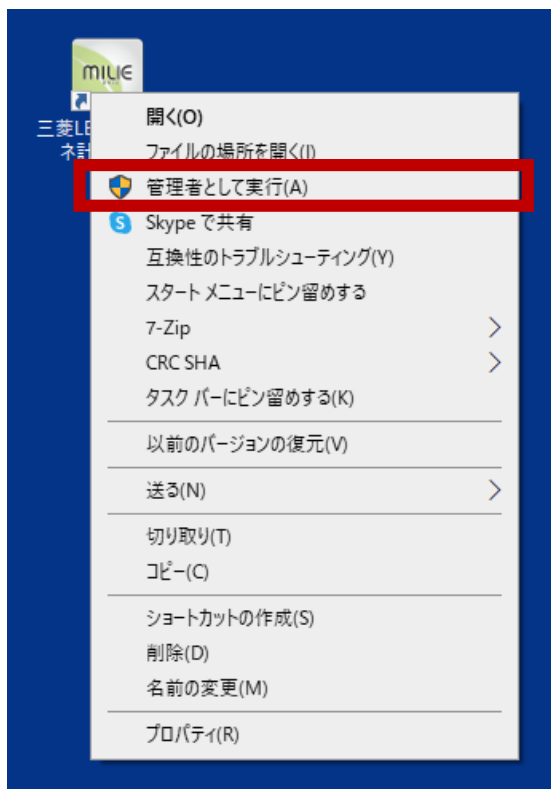 MILIE
三菱LE
ネ計
開く(O)
ファイルの場所を開く(I)
管理者として実行(A)
S
Skype で共有
互換性のトラブルシューティング(Y)
スタート メニューにピン留めする
7-Zip
CRC SHA
タスク バーにピン留めする(K)
以前のバージョンの復元(V)
送る(N)
切り取り(T)
コピー(C)
ショートカットの作成(S)
削除(D)
名前の変更(M)
プロパティ(R)